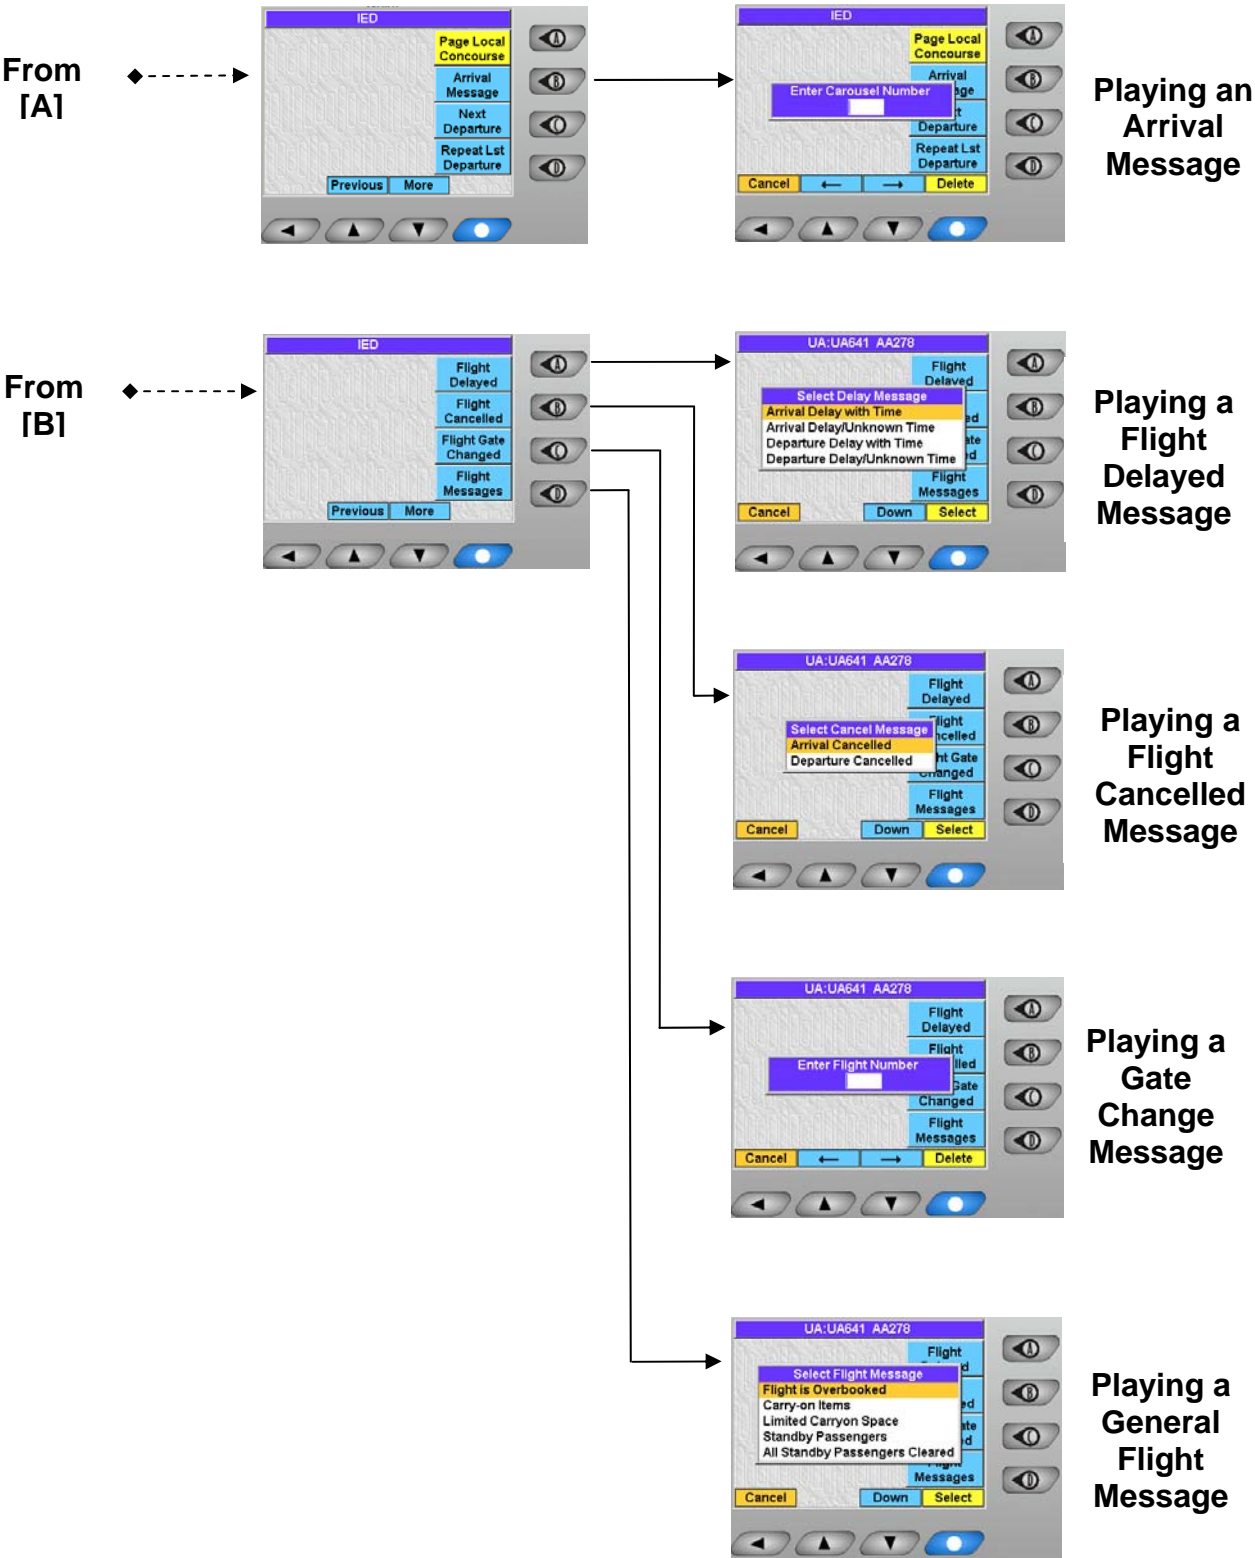 IED
Page Local
Concourse
Arrival
Message
Next
Departure
Repeat Lst
Departure
Previous More
A
B
C
D
From
[A]
IED
Page Local
Concourse
Arrival
Enter Carousel Number
Departure
Repeat Lst
Departure
Cancel ← → Delete
A
B
C
D
Playing an
Arrival
Message
From
[B]
IED
Flight
Delayed
Flight
Cancelled
Flight Gate
Changed
Flight
Messages
Previous More
A
B
C
D
UA:UA641 AA278
Flight
Delayed
Select Delay Message
Arrival Delay with Time
Arrival Delay/Unknown Time
Departure Delay with Time
Departure Delay/Unknown Time
Flight
Messages
Cancel Down Select
A
B
C
D
Playing a
Flight
Delayed
Message
UA:UA641 AA278
Flight
Delayed
Flight
Select Cancel Message
Arrival Cancelled
Departure Cancelled
Flight
Messages
Cancel Down Select
A
B
C
D
Playing a
Flight
Cancelled
Message
UA:UA641 AA278
Flight
Delayed
Flight
Enter Flight Number
Gate
Changed
Flight
Messages
Cancel ← → Delete
A
B
C
D
Playing a
Gate
Change
Message
UA:UA641 AA278
Flight
Select Flight Message
Flight is Overbooked
Carry-on Items
Limited Carryon Space
Standby Passengers
All Standby Passengers Cleared
Messages
Cancel Down Select
A
B
C
D
Playing a
General
Flight
Message